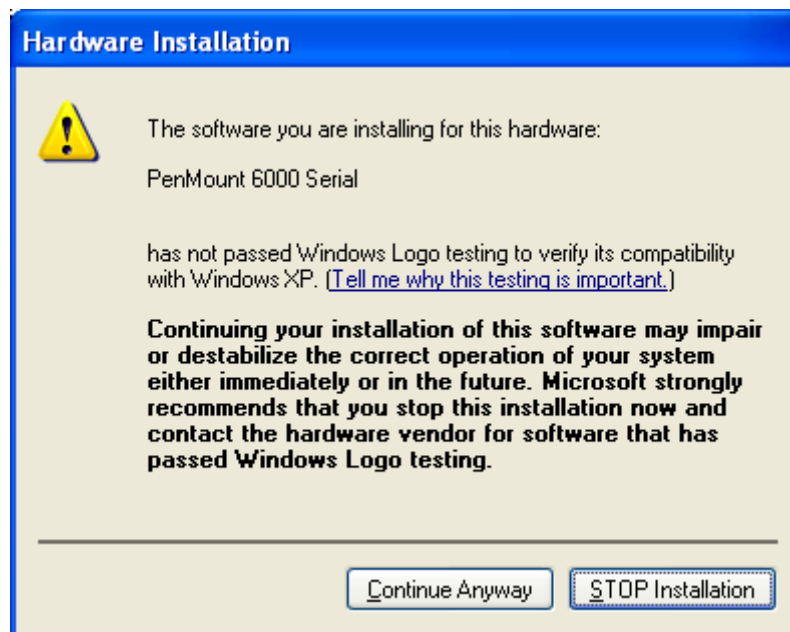 Hardware Installation
The software you are installing for this hardware:
PenMount 6000 Serial
has not passed Windows Logo testing to verify its compatibility
with Windows XP. (Tell me why this testing is important.)
Continuing your installation of this software may impair
or destabilize the correct operation of your system
either immediately or in the future. Microsoft strongly
recommends that you stop this installation now and
contact the hardware vendor for software that has
passed Windows Logo testing.
Continue Anyway
STOP Installation